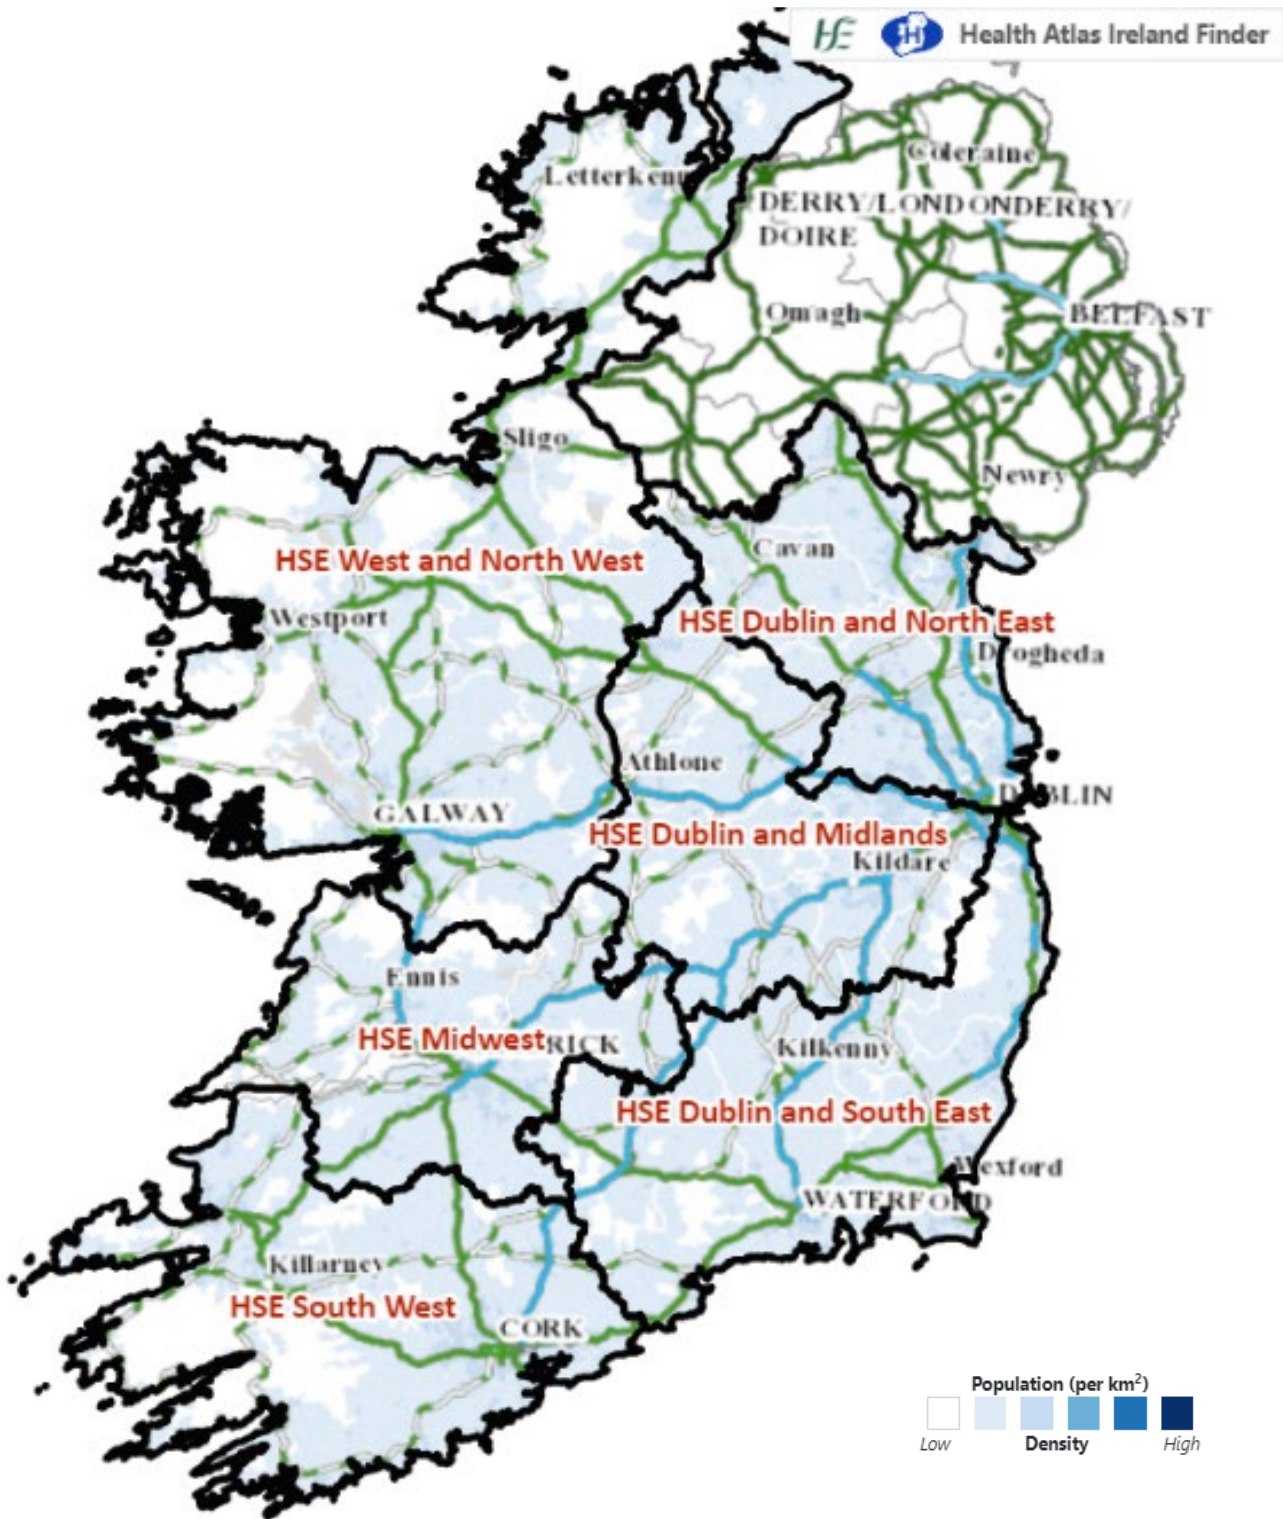 HSE Health Atlas Ireland Finder
Coleraine
DERRY/LONDONDERRY/
DOIRE
Omagh
BELFAST
Sligo
Newry
Cavan
HSE West and North West
Westport
HSE Dublin and North East
Drogheda
Athlone
GALWAY
DUBLIN
HSE Dublin and Midlands
Kildare
Ennis
HSE Midwest
RICK
Kilkenny
HSE Dublin and South East
Wexford
WATERFORD
Killarney
HSE South West
CORK
Population (per km²)
Low Density High